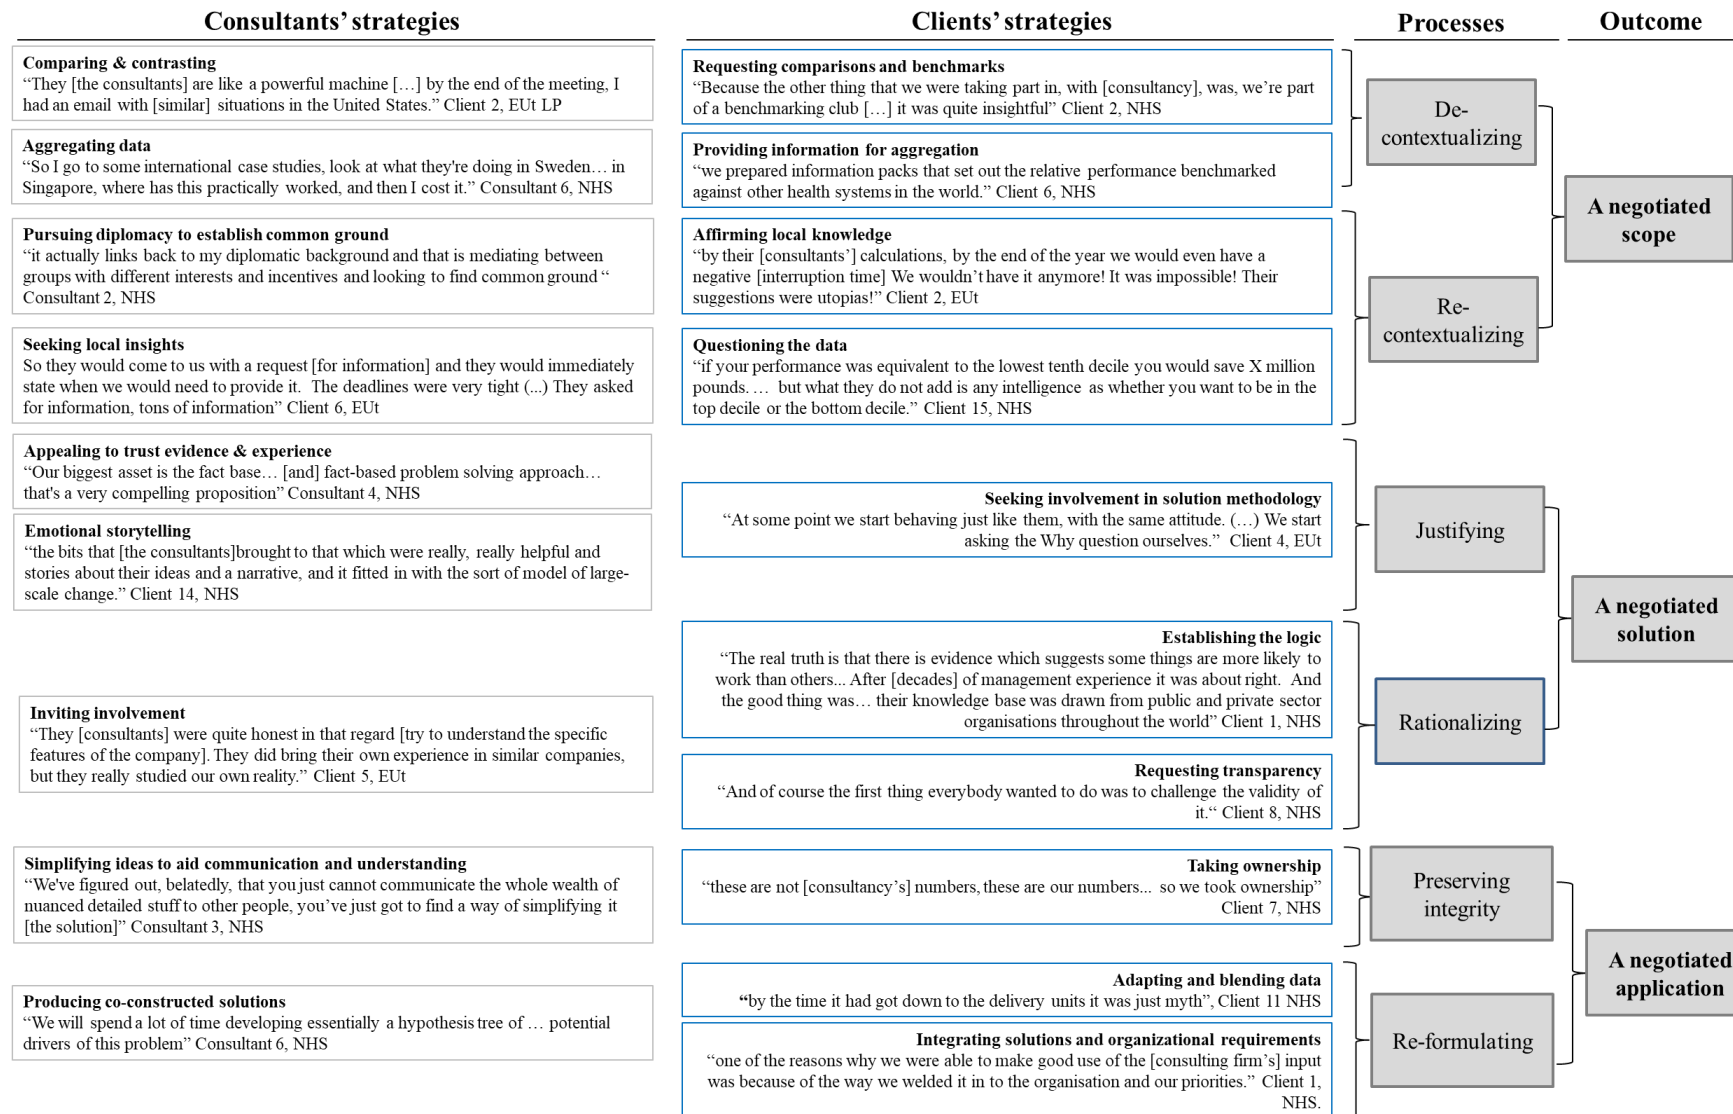 Consultants’ strategies
Clients’ strategies
Processes
Outcome
Comparing & contrasting
“They [the consultants] are like a powerful machine […] by the end of the meeting, I
had an email with [similar] situations in the United States.” Client 2, EUt LP
Aggregating data
“So I go to some international case studies, look at what they're doing in Sweden… in
Singapore, where has this practically worked, and then I cost it.” Consultant 6, NHS
Pursuing diplomacy to establish common ground
“it actually links back to my diplomatic background and that is mediating between
groups with different interests and incentives and looking to find common ground “
Consultant 2, NHS
Seeking local insights
So they would come to us with a request [for information] and they would immediately
state when we would need to provide it. The deadlines were very tight (...) They asked
for information, tons of information” Client 6, EUt
Appealing to trust evidence & experience
“Our biggest asset is the fact base… [and] fact-based problem solving approach…
that's a very compelling proposition” Consultant 4, NHS
Emotional storytelling
“the bits that [the consultants]brought to that which were really, really helpful and
stories about their ideas and a narrative, and it fitted in with the sort of model of large-
scale change.” Client 14, NHS
Inviting involvement
“They [consultants] were quite honest in that regard [try to understand the specific
features of the company]. They did bring their own experience in similar companies,
but they really studied our own reality.” Client 5, EUt
Simplifying ideas to aid communication and understanding
“We've figured out, belatedly, that you just cannot communicate the whole wealth of
nuanced detailed stuff to other people, you’ve just got to find a way of simplifying it
[the solution]” Consultant 3, NHS
Producing co-constructed solutions
“We will spend a lot of time developing essentially a hypothesis tree of … potential
drivers of this problem” Consultant 6, NHS
Requesting comparisons and benchmarks
“Because the other thing that we were taking part in, with [consultancy], was, we’re part
of a benchmarking club […] it was quite insightful” Client 2, NHS
Providing information for aggregation
“we prepared information packs that set out the relative performance benchmarked
against other health systems in the world.” Client 6, NHS
Affirming local knowledge
“by their [consultants’] calculations, by the end of the year we would even have a
negative [interruption time] We wouldn’t have it anymore! It was impossible! Their
suggestions were utopias!” Client 2, EUt
Questioning the data
“if your performance was equivalent to the lowest tenth decile you would save X million
pounds. … but what they do not add is any intelligence as whether you want to be in the
top decile or the bottom decile.” Client 15, NHS
Seeking involvement in solution methodology
“At some point we start behaving just like them, with the same attitude. (…) We start
asking the Why question ourselves.” Client 4, EUt
Establishing the logic
“The real truth is that there is evidence which suggests some things are more likely to
work than others... After [decades] of management experience it was about right. And
the good thing was… their knowledge base was drawn from public and private sector
organisations throughout the world” Client 1, NHS
Requesting transparency
“And of course the first thing everybody wanted to do was to challenge the validity of
it.“ Client 8, NHS
Taking ownership
“these are not [consultancy’s] numbers, these are our numbers... so we took ownership”
Client 7, NHS
Adapting and blending data
“by the time it had got down to the delivery units it was just myth”, Client 11 NHS
Integrating solutions and organizational requirements
“one of the reasons why we were able to make good use of the [consulting firm’s] input
was because of the way we welded it in to the organisation and our priorities.” Client 1,
NHS.
De-
contextualizing
Re-
contextualizing
Justifying
Rationalizing
Preserving
integrity
Re-formulating
A negotiated
scope
A negotiated
solution
A negotiated
application